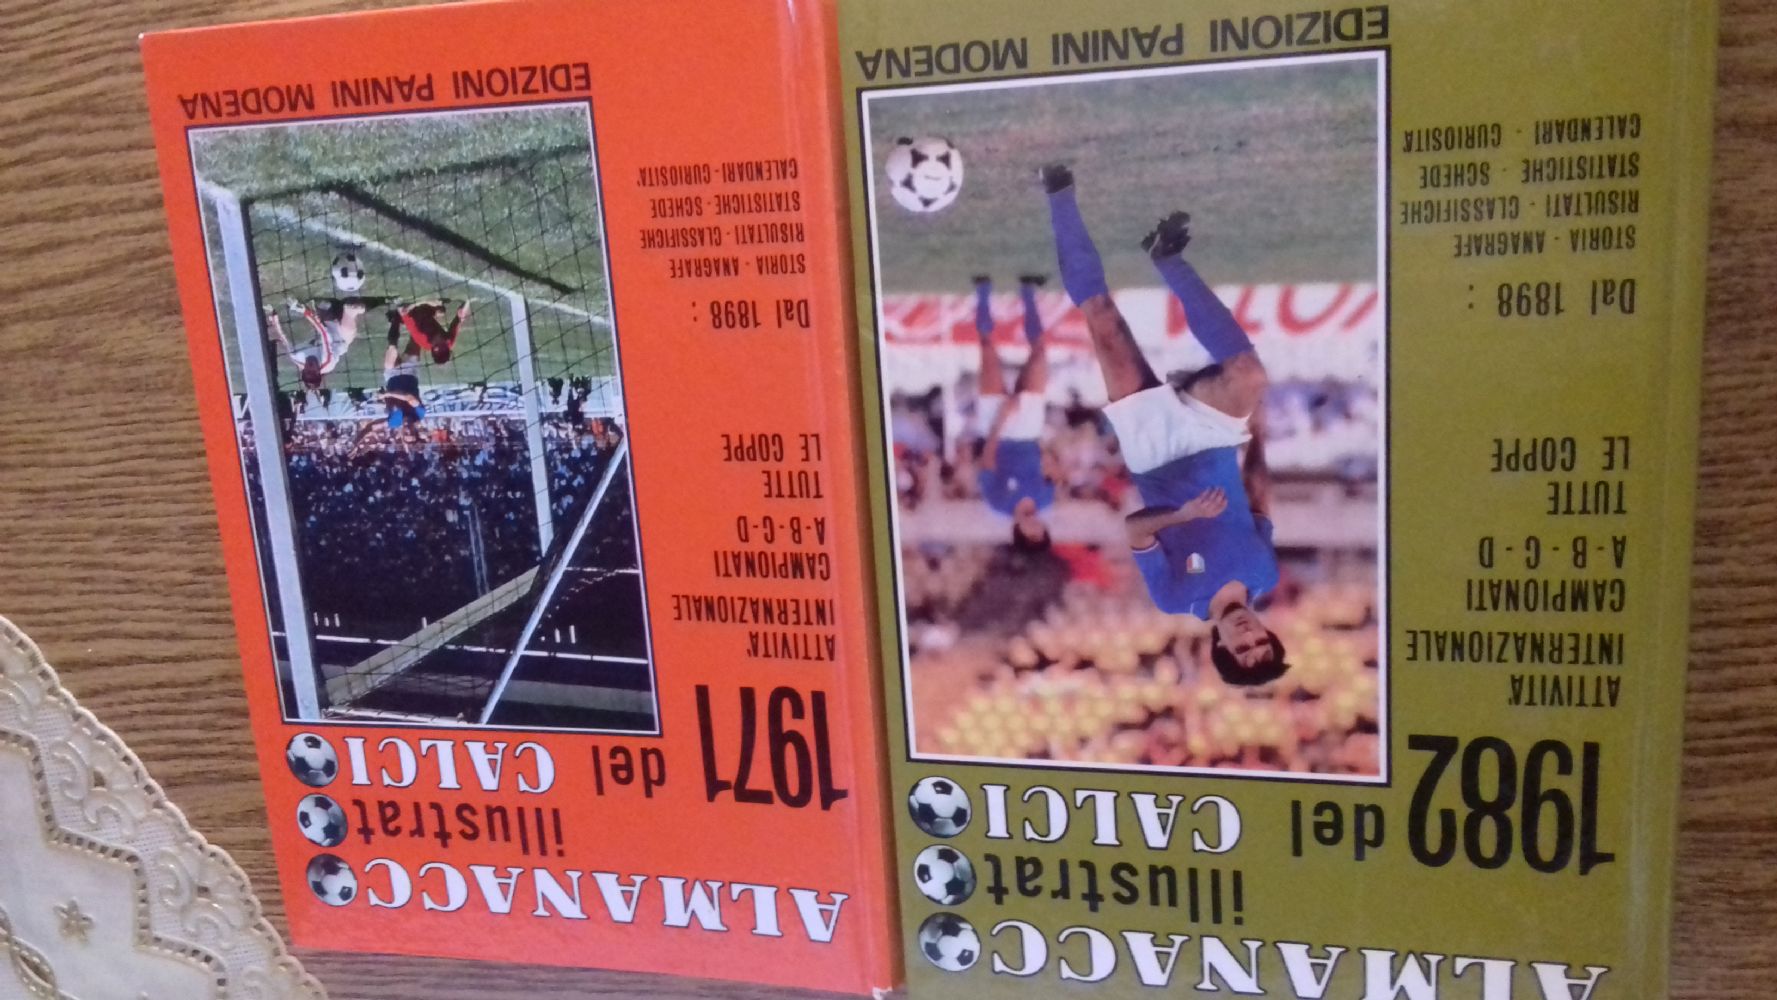 ALMANACC
illustrat
CALCI
del
1971
ATTIVITA'
INTERNAZIONALE
CAMPIONATI
A-B-C-D
TUTTE
LE COPPE
Dal 1898 :
STORIA - ANAGRAFE
RISULTATI - CLASSIFICHE
STATISTICHE - SCHEDE
CALENDARI - CURIOSITA'
EDIZIONI PANINI MODENA
ALMANACC
illustrat
CALCI
del
1982
ATTIVITA'
INTERNAZIONALE
CAMPIONATI
A - B - C - D
TUTTE
LE COPPE
Dal 1898 :
STORIA - ANAGRAFE
RISULTATI - CLASSIFICHE
STATISTICHE - SCHEDE
CALENDARI - CURIOSITA'
EDIZIONI PANINI MODENA